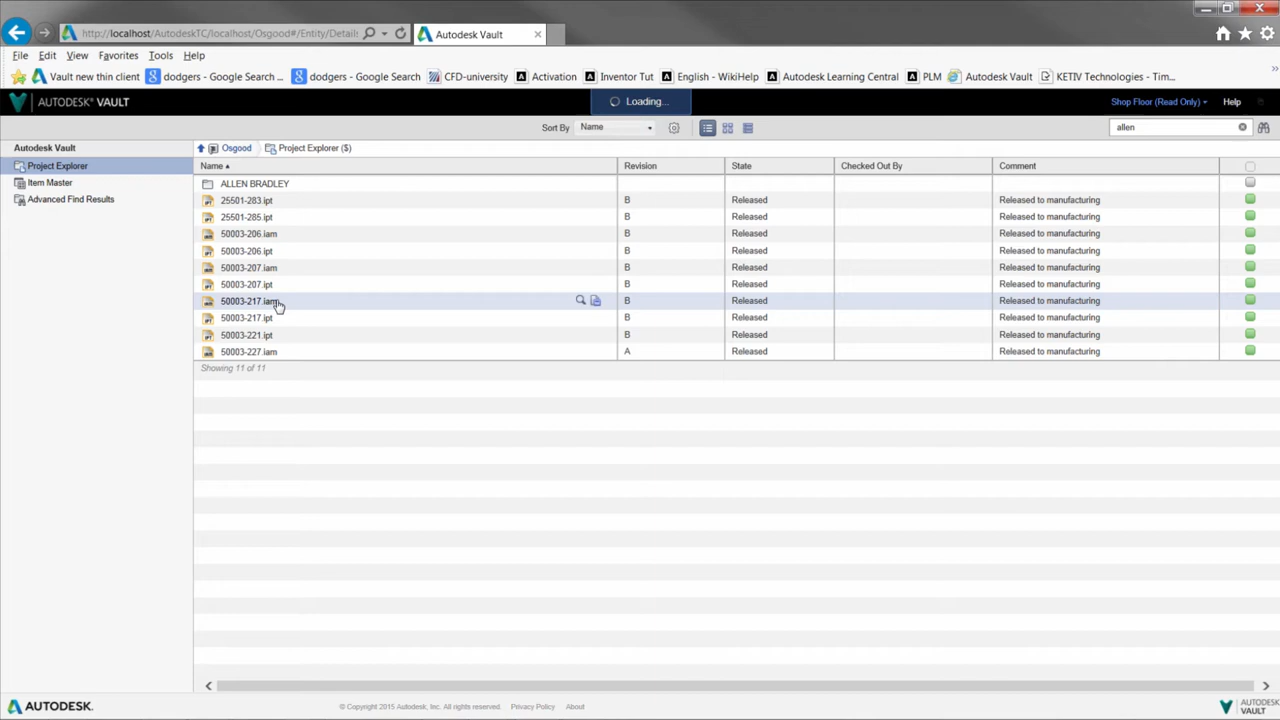 http://localhost/AutodeskTC/localhost/Osgood#/Entity/Details
Autodesk Vault
File Edit View Favorites Tools Help
Vault new thin client dodgers - Google Search ... dodgers - Google Search CFD-university Activation Inventor Tut English - WikiHelp Autodesk Learning Central PLM Autodesk Vault KETIV Technologies - Tim...
AUTODESK® VAULT Loading... Shop Floor (Read Only) Help
Sort By Name allen
Autodesk Vault Osgood Project Explorer ($)
Project Explorer
Item Master
Advanced Find Results
Name Revision State Checked Out By Comment
ALLEN BRADLEY
25501-283.ipt B Released Released to manufacturing
25501-285.ipt B Released Released to manufacturing
50003-206.iam B Released Released to manufacturing
50003-206.ipt B Released Released to manufacturing
50003-207.iam B Released Released to manufacturing
50003-207.ipt B Released Released to manufacturing
50003-217.iam B Released Released to manufacturing
50003-217.ipt B Released Released to manufacturing
50003-221.ipt B Released Released to manufacturing
50003-227.iam A Released Released to manufacturing
Showing 11 of 11
AUTODESK. © Copyright 2015 Autodesk, Inc. All rights reserved. Privacy Policy About AUTODESK® VAULT